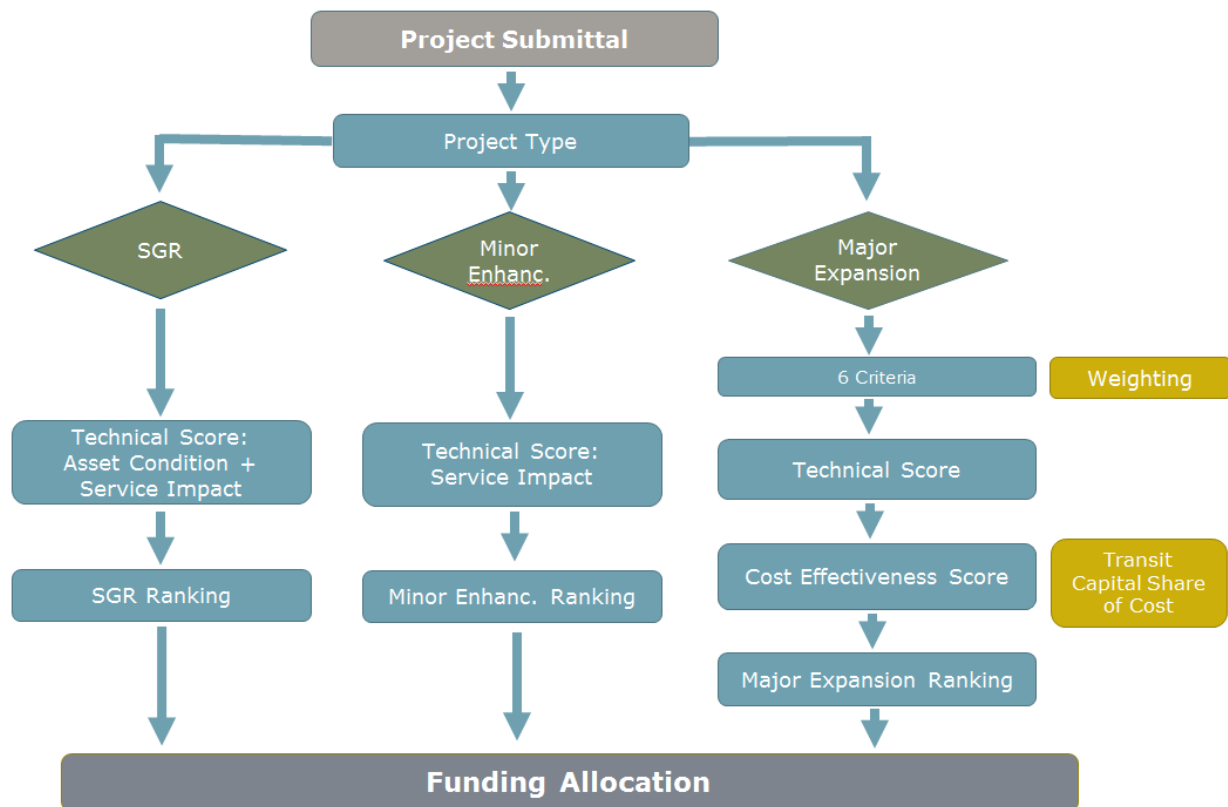 Project Submittal
Project Type
SGR
Minor
Enhanc.
Major
Expansion
6 Criteria
Weighting
Technical Score:
Asset Condition +
Service Impact
Technical Score:
Service Impact
Technical Score
Cost Effectiveness Score
Transit
Capital Share
of Cost
SGR Ranking
Minor Enhanc. Ranking
Major Expansion Ranking
Funding Allocation